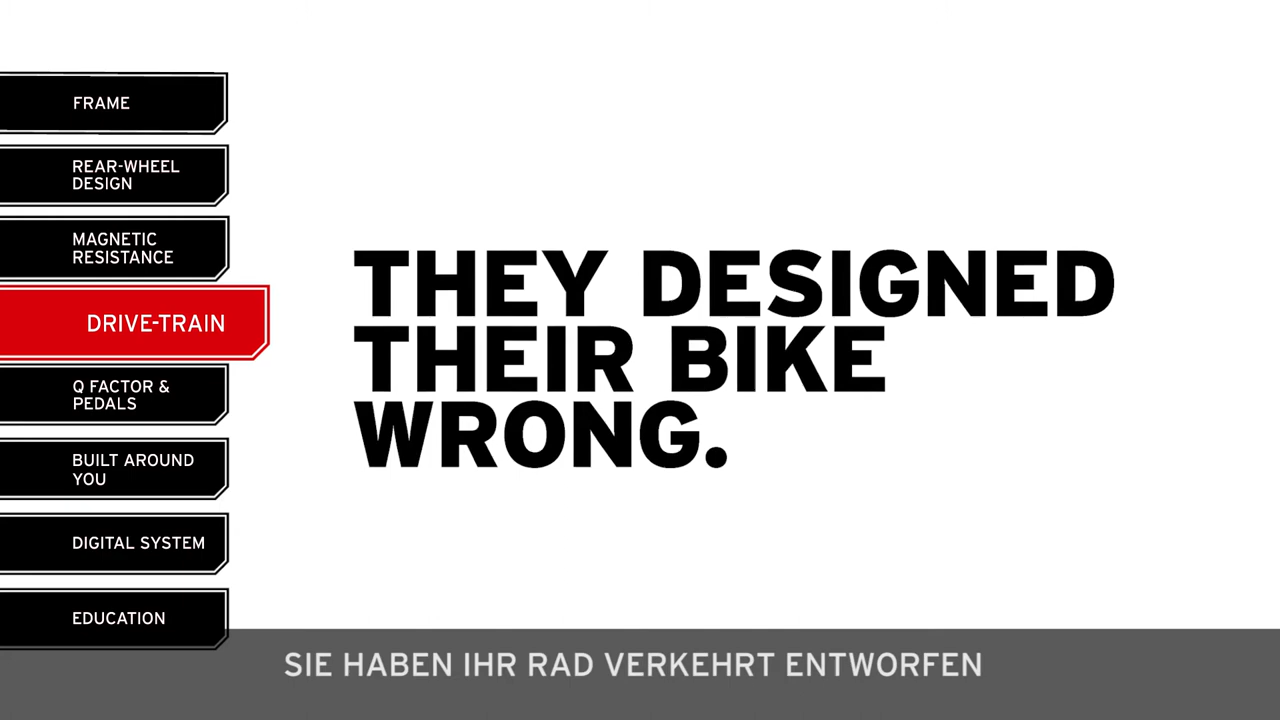 FRAME
REAR-WHEEL
DESIGN
MAGNETIC
RESISTANCE
DRIVE-TRAIN
Q FACTOR &
PEDALS
BUILT AROUND
YOU
DIGITAL SYSTEM
EDUCATION
THEY DESIGNED
THEIR BIKE
WRONG.
SIE HABEN IHR RAD VERKEHRT ENTWORFEN